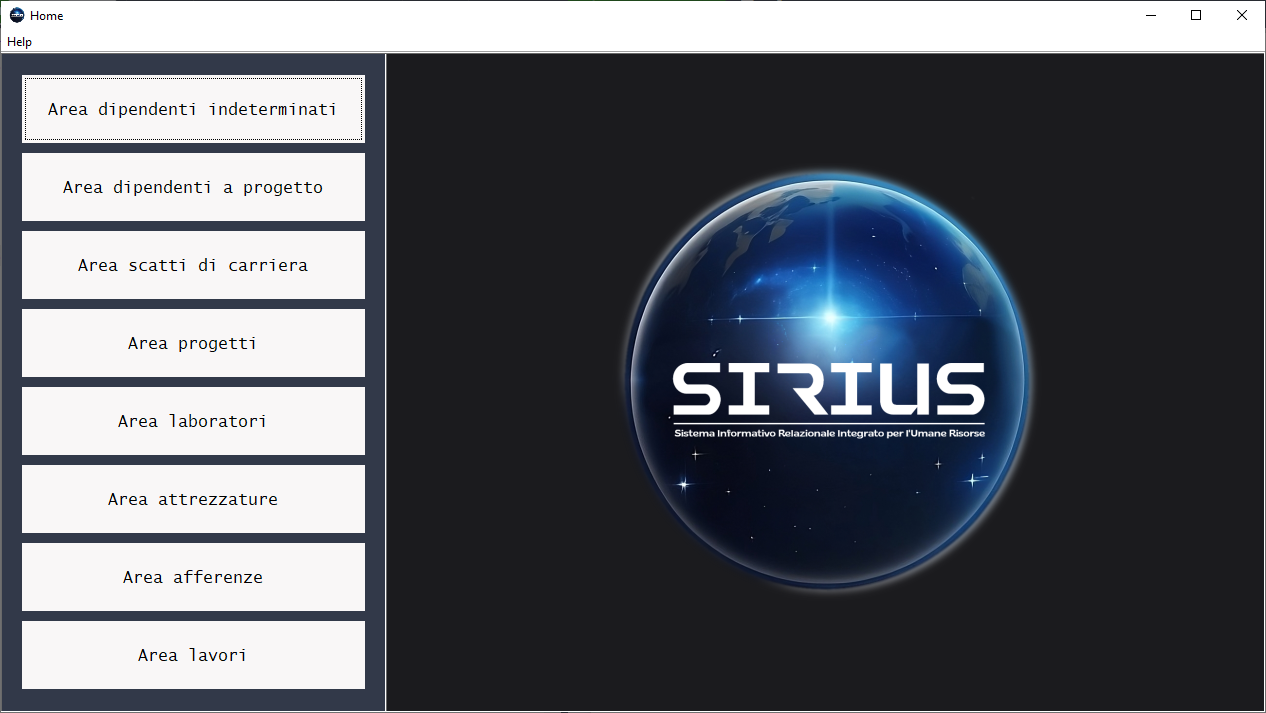 Home
Help
Area dipendenti indeterminati
Area dipendenti a progetto
Area scatti di carriera
Area progetti
Area laboratori
Area attrezzature
Area afferenze
Area lavori
SIRIUS
Sistema Informativo Relazionale Integrato per l'Umane Risorse